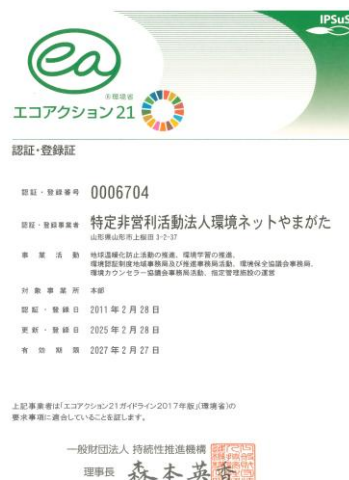 IPSuS
ea
®環境省
エコアクション21
認証・登録証
認証・登録番号 0006704
認証・登録事業者 特定非営利活動法人環境ネットやまがた
山形県山形市上桜田 3-2-37
事業活動 地球温暖化防止活動の推進、環境学習の推進、
環境認証制度地域事務局及び推進事務局活動、環境保全協議会事務局、
環境カウンセラー協議会事務局活動、指定管理施設の運営
対象事業所 本部
認証・登録日 2011年2月28日
更新・登録日 2025年2月28日
有効期限 2027年2月27日
上記事業者は「エコアクション21ガイドライン2017年版」(環境省)の
要求事項に適合していることを証します。
一般財団法人 持続性推進機構
理事長 森本英香